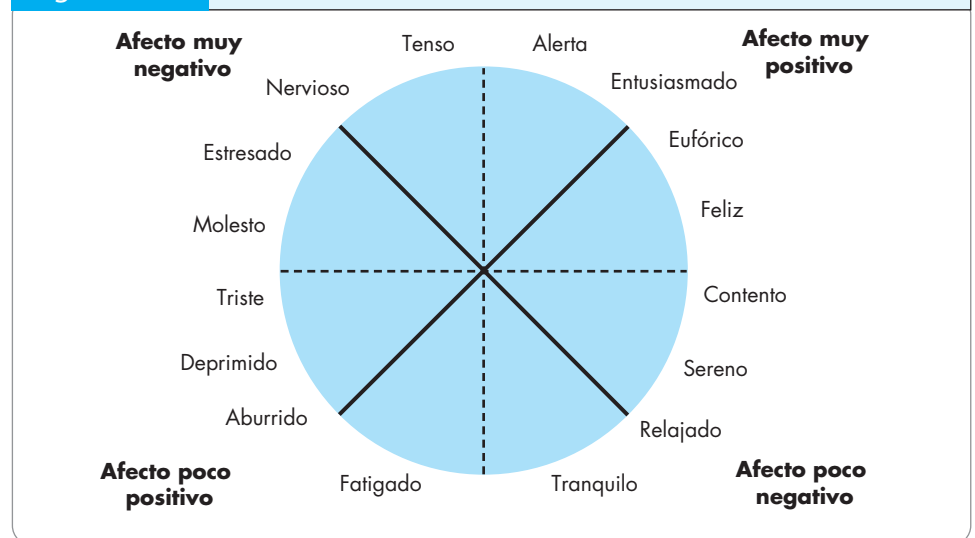 Afecto muy
negativo
Tenso
Alerta
Afecto muy
positivo
Nervioso
Entusiasmado
Estresado
Eufórico
Molesto
Feliz
Triste
Contento
Deprimido
Sereno
Aburrido
Relajado
Afecto poco
positivo
Fatigado
Tranquilo
Afecto poco
negativo